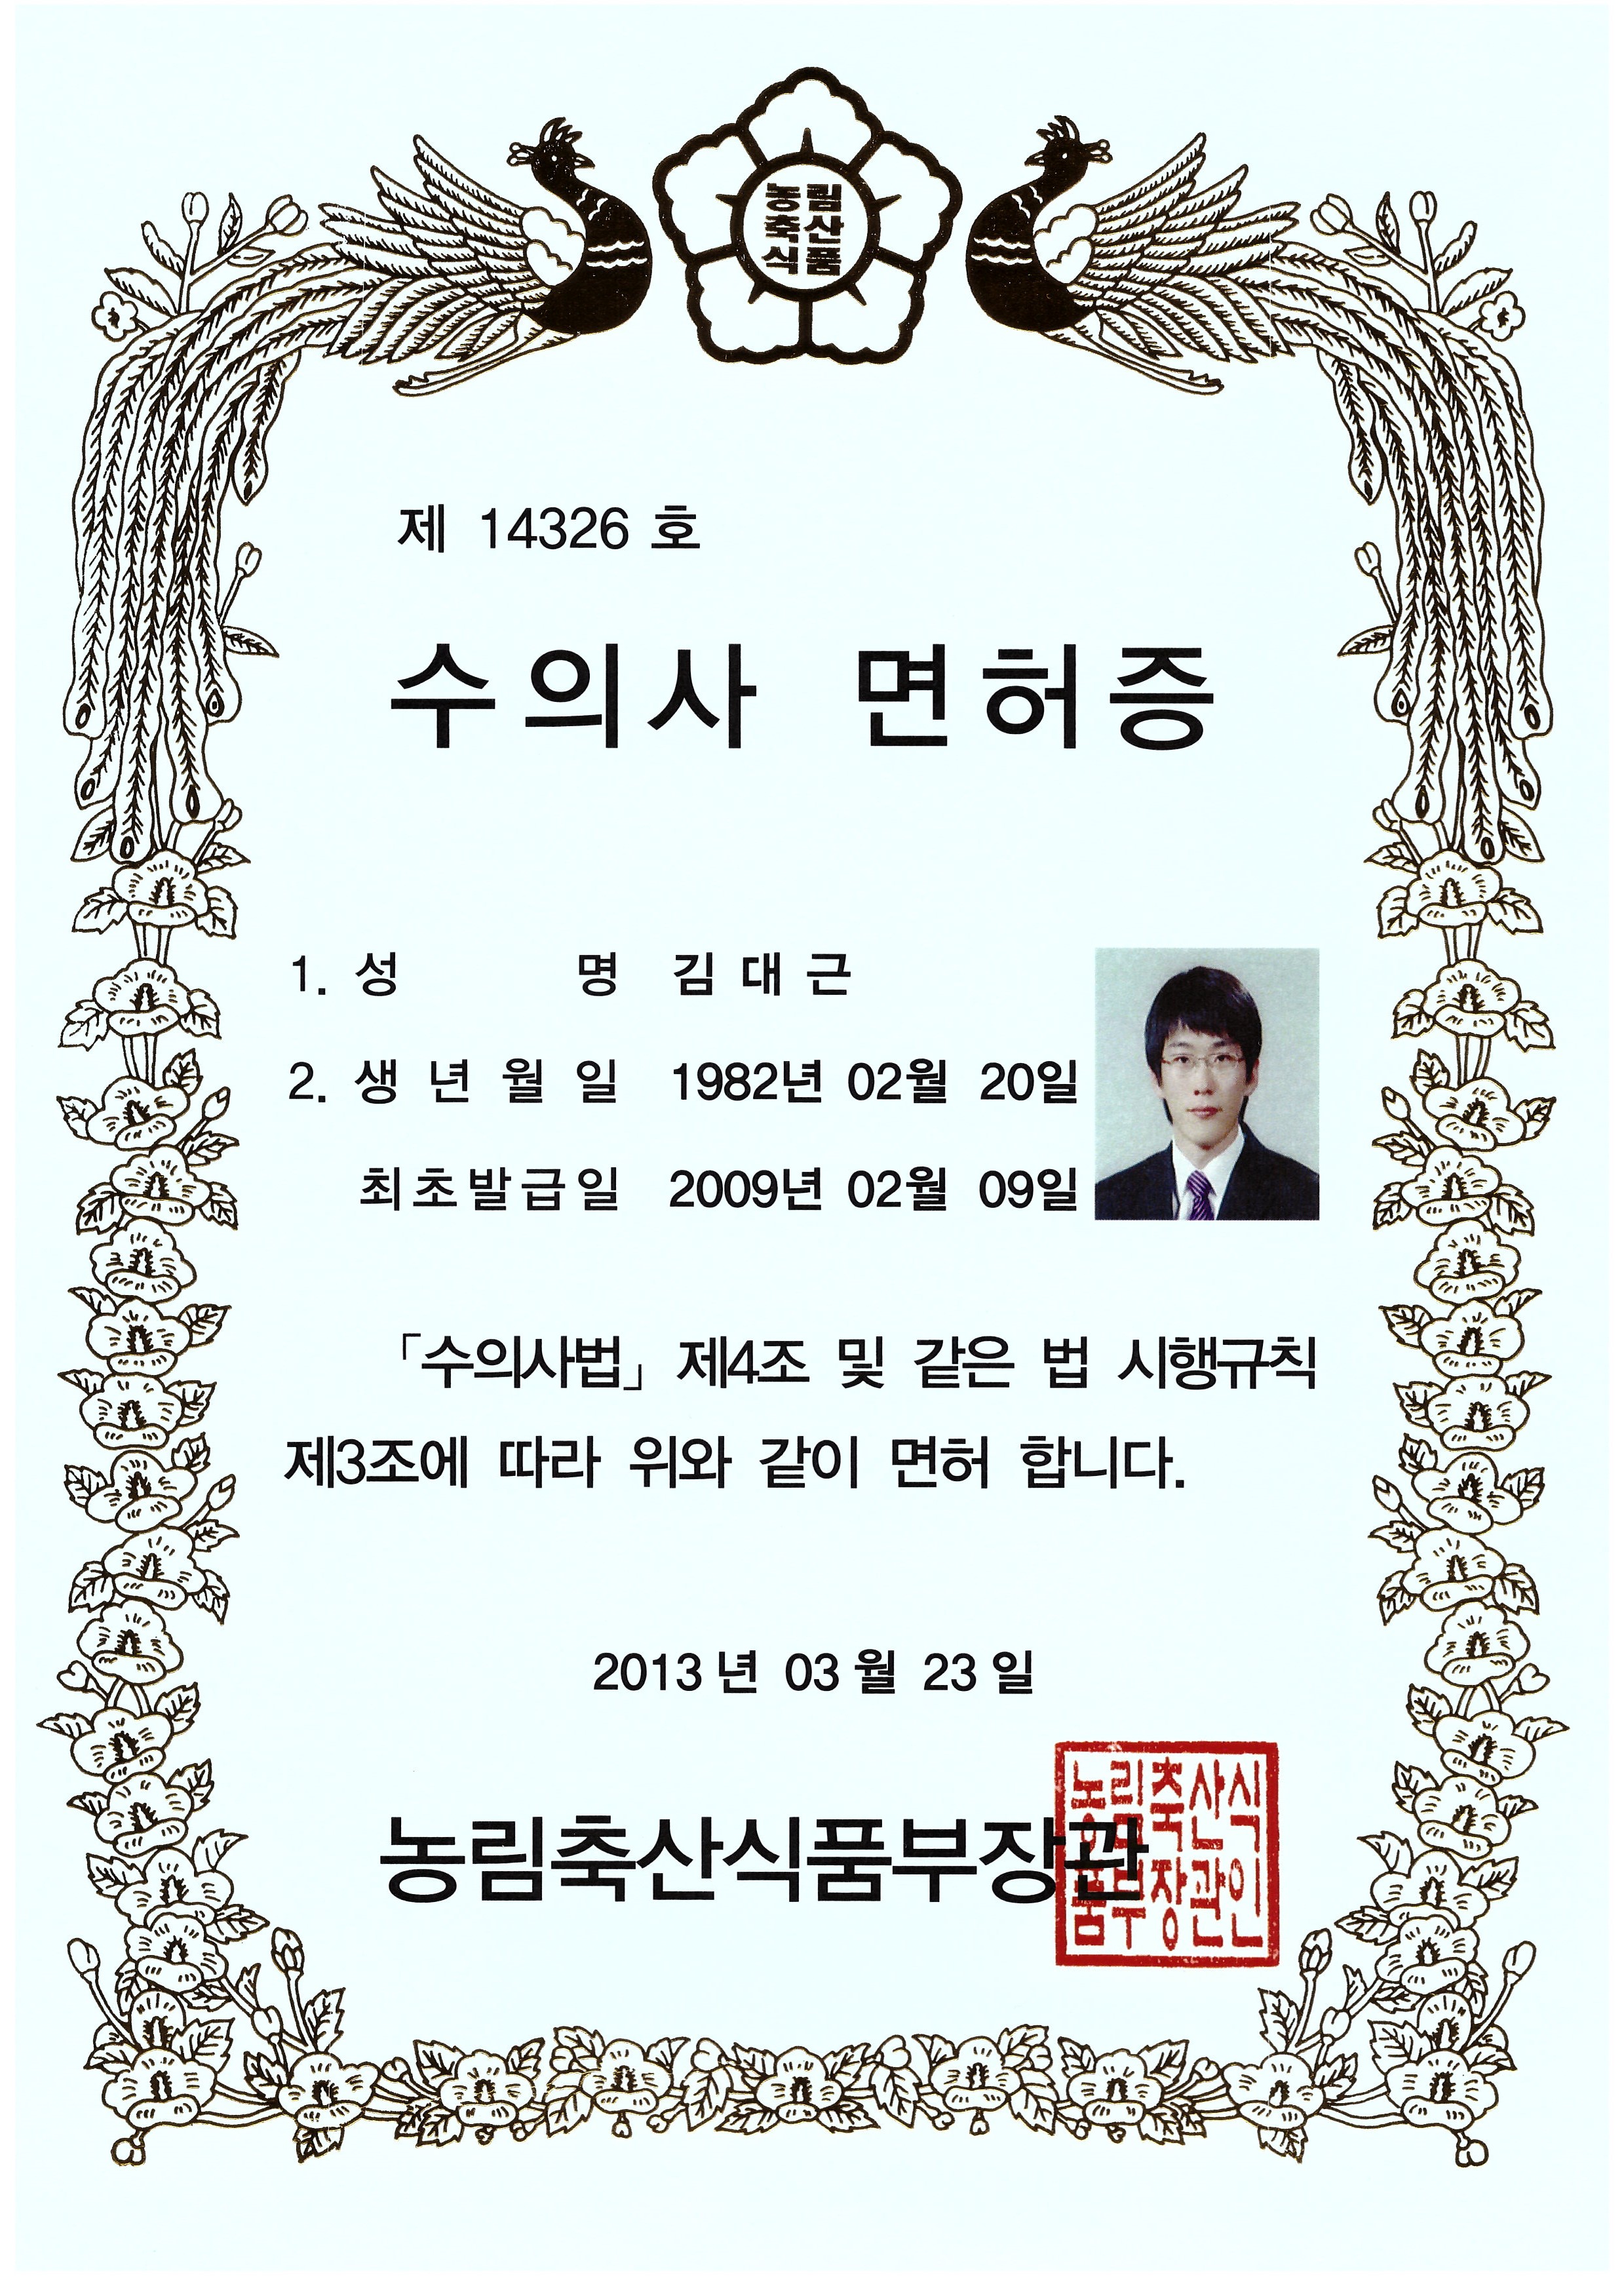 농림
축산
식품
제 14326 호
수의사 면허증
1. 성 명 김 대 근
2. 생 년 월 일 1982년 02월 20일
최초발급일 2009년 02월 09일
「수의사법」 제4조 및 같은 법 시행규칙
제3조에 따라 위와 같이 면허 합니다.
2013 년 03 월 23 일
농림축산식품부장관
농림축산식
품부장관인